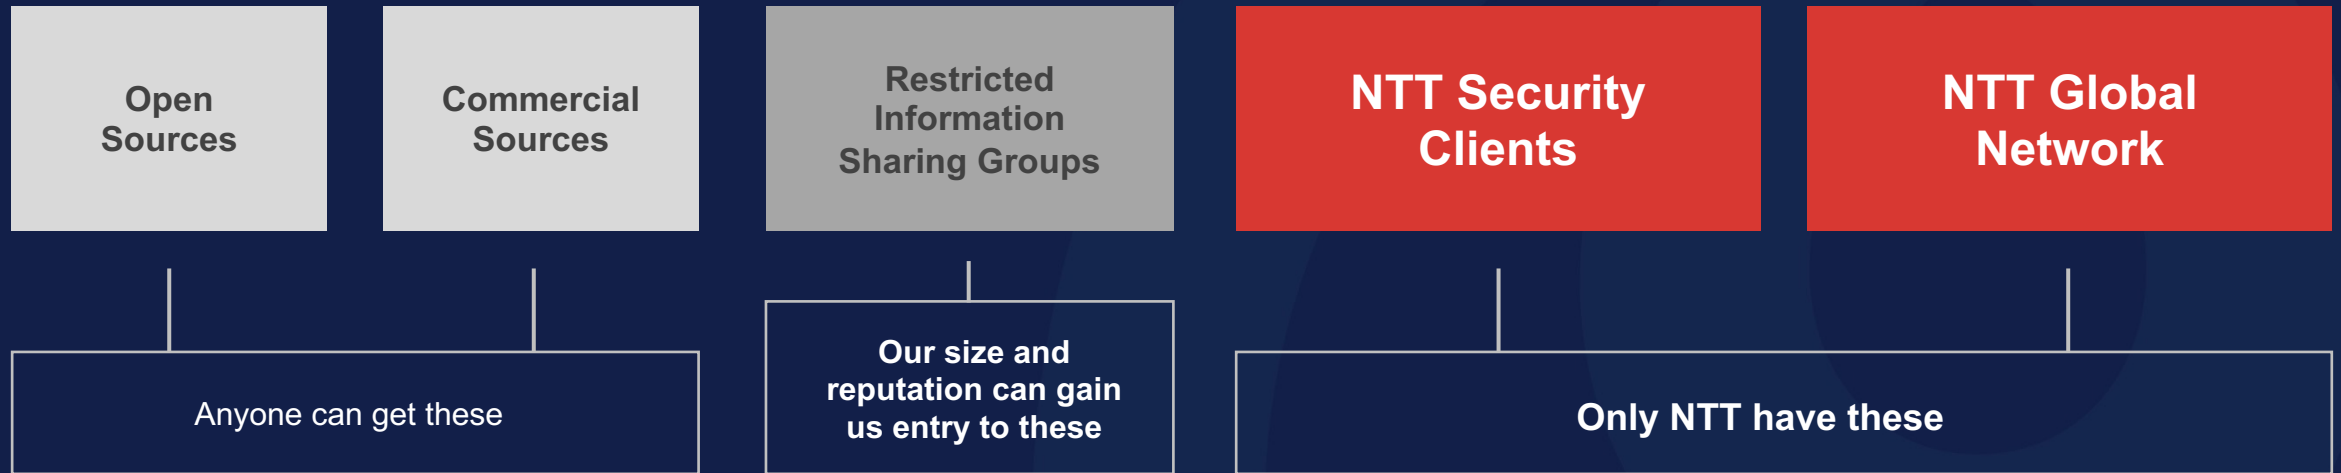 Open
Sources
Commercial
Sources
Restricted
Information
Sharing Groups
NTT Security
Clients
NTT Global
Network
Anyone can get these
Our size and
reputation can gain
us entry to these
Only NTT have these